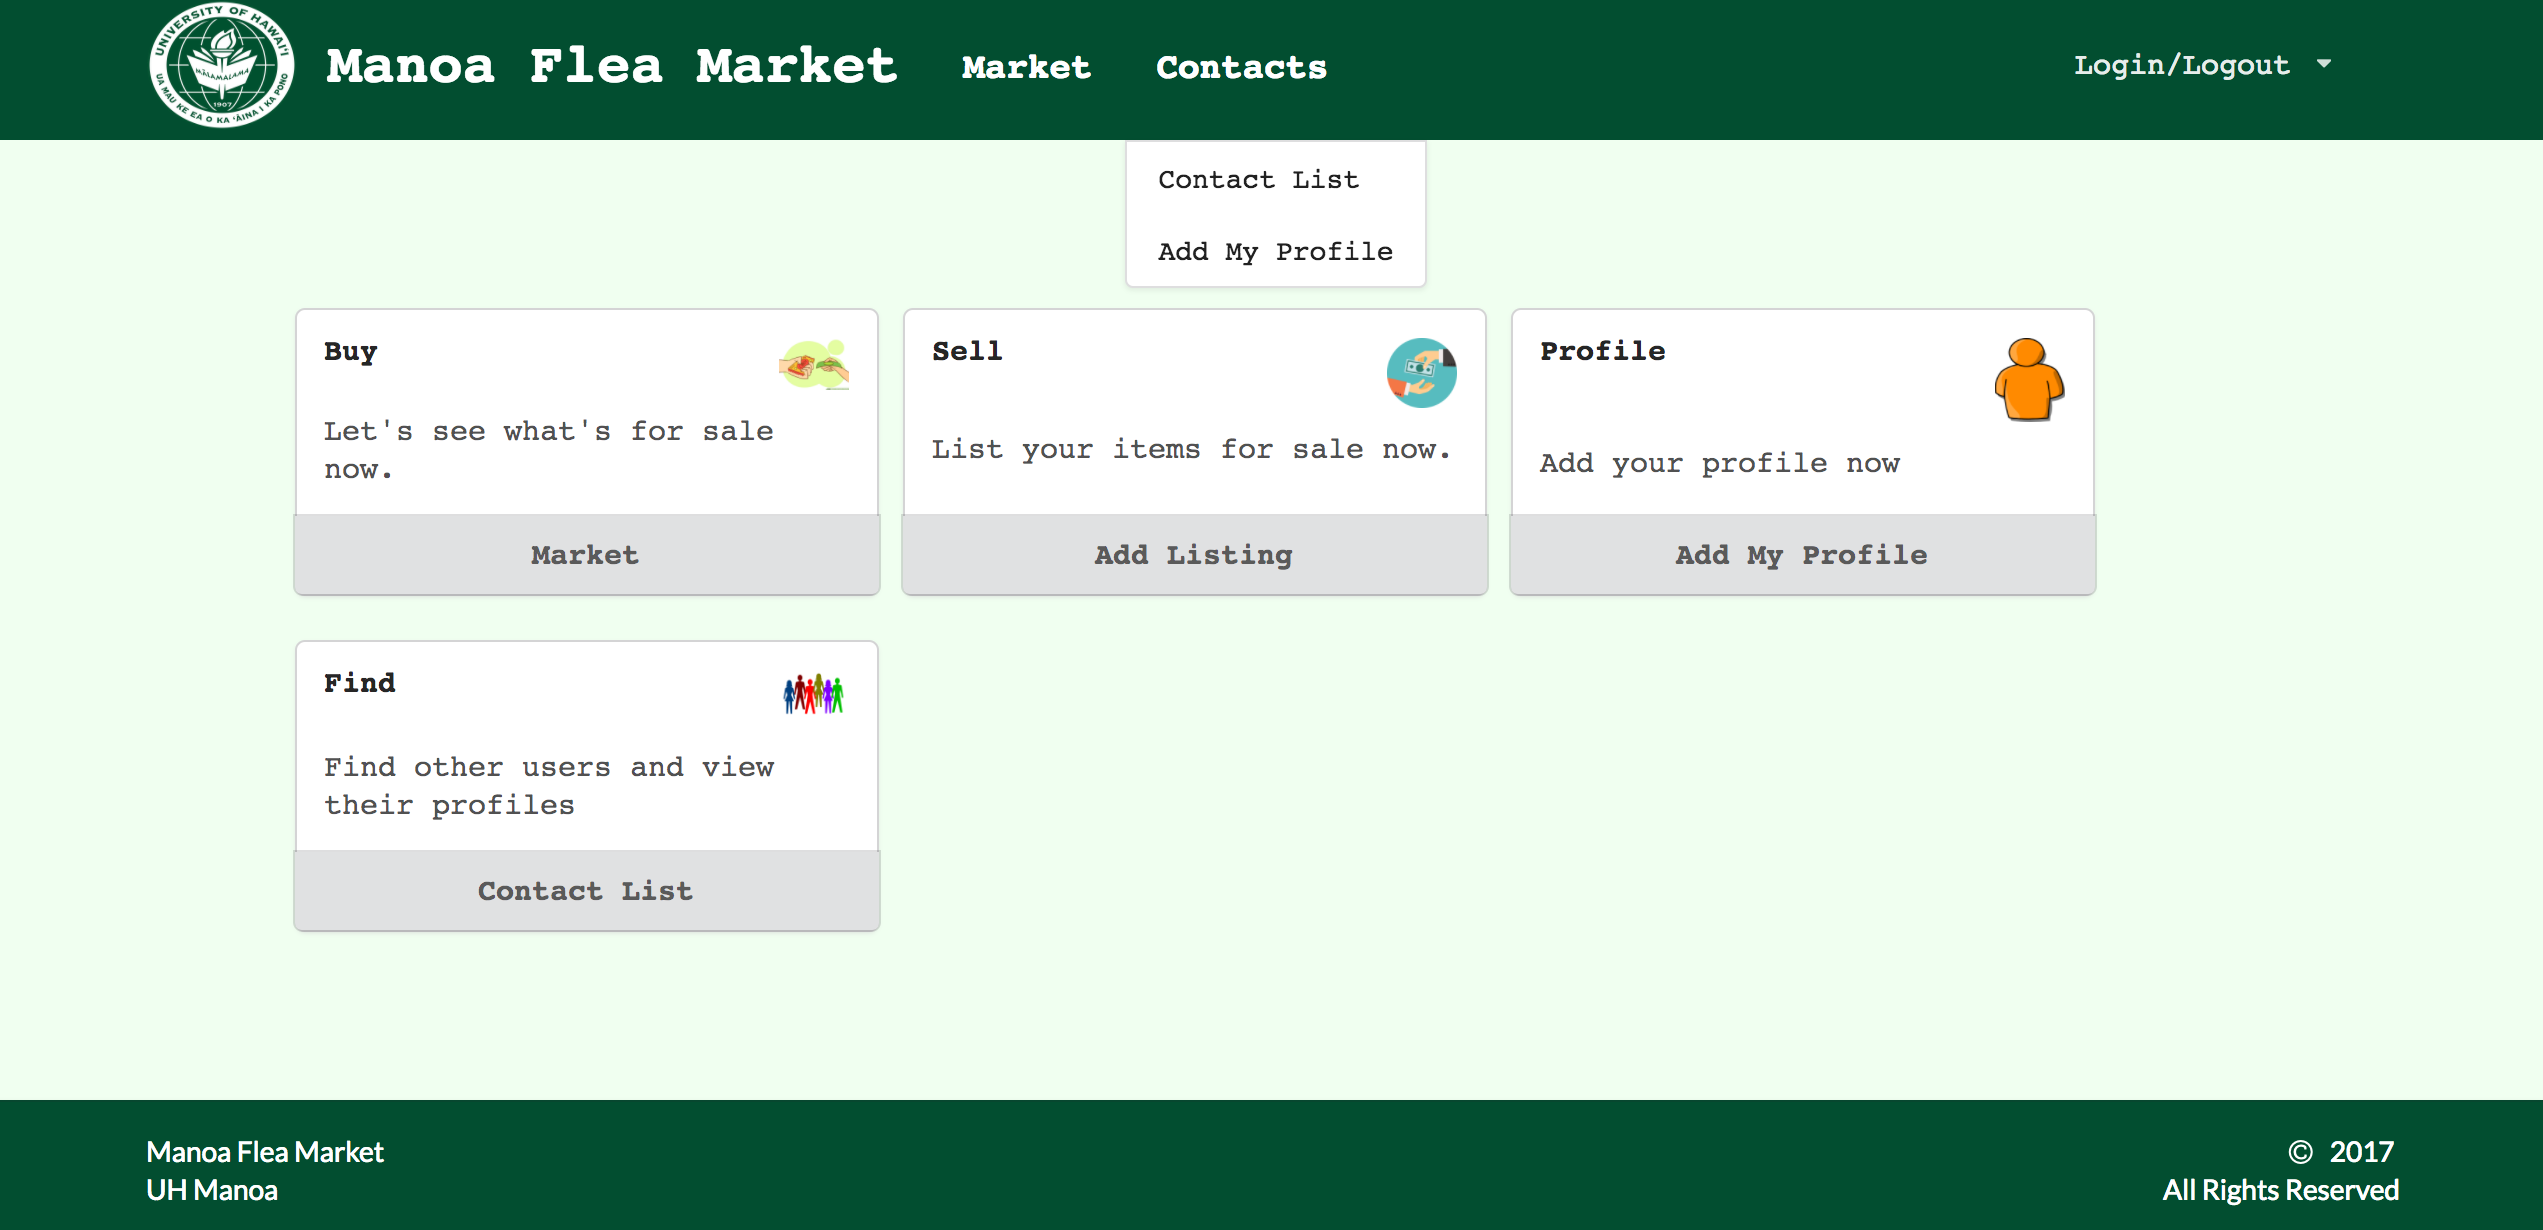 UNIVERSITY OF HAWAI'I
MALAMALAMA
1907
UA MAU KE EA O KA 'ĀINA I KA PONO
Manoa Flea Market
Market
Contacts
Login/Logout
Contact List
Add My Profile
Buy
Let's see what's for sale
now.
Market
Sell
List your items for sale now.
Add Listing
Profile
Add your profile now
Add My Profile
Find
Find other users and view
their profiles
Contact List
Manoa Flea Market
UH Manoa
© 2017
All Rights Reserved